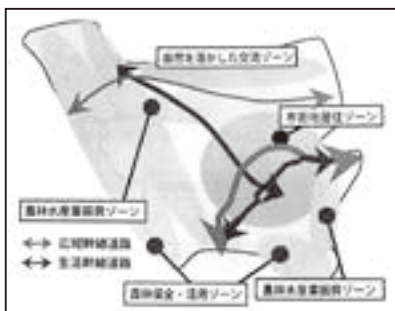 自然を活かした交流ゾーン
市街地居住ゾーン
農林水産業振興ゾーン
広域幹線道路
生活幹線道路
森林保全・活用ゾーン
農林水産業振興ゾーン